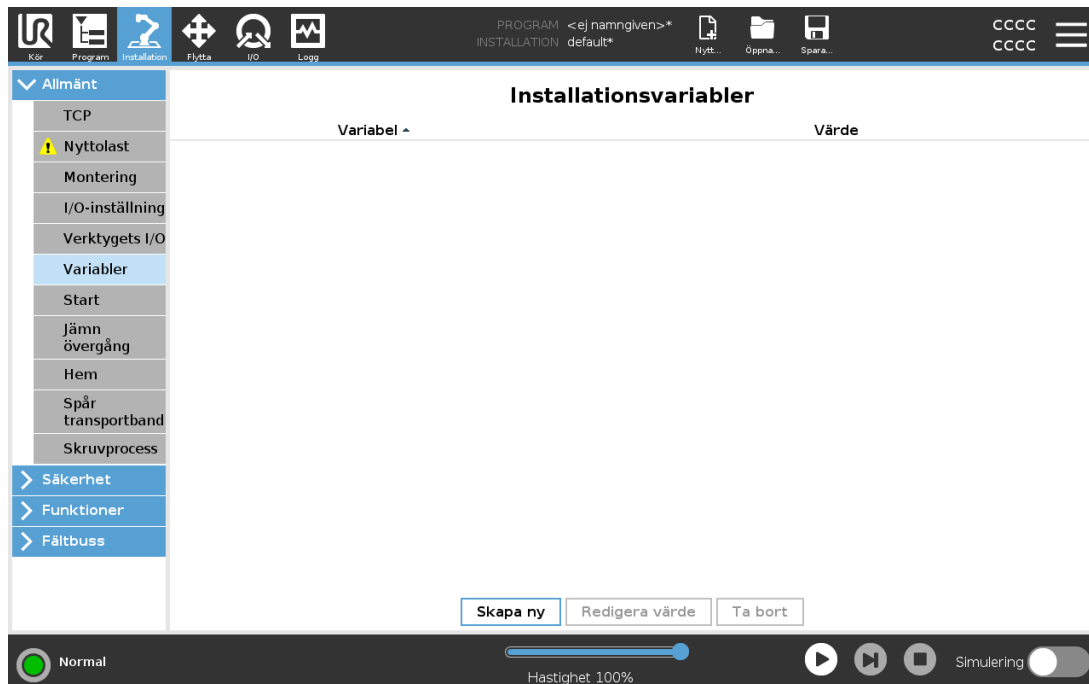 PROGRAM <ej namngiven>*
INSTALLATION default*
CCCC
CCCC
Kör Program Installation Flytta I/O Logg Nytt... Öppna... Spara...
Allmänt
TCP
Nyttolast
Montering
I/O-inställning
Verktygets I/O
Variabler
Start
Jämn
övergång
Hem
Spår
transportband
Skruvprocess
Säkerhet
Funktioner
Fältbuss
Installationsvariabler
Variabel Värde
Skapa ny Redigera värde Ta bort
Normal
Hastighet 100%
Simulering